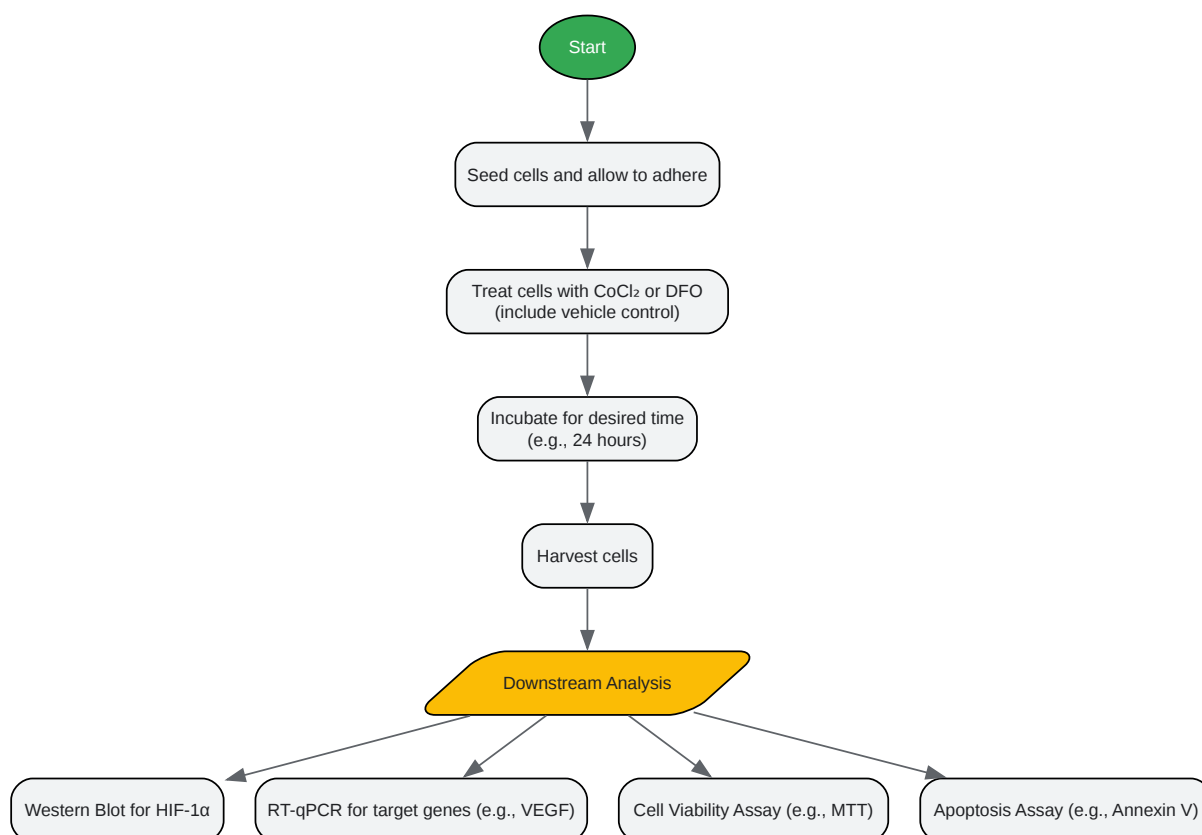 Start
Seed cells and allow to adhere
Treat cells with CoCl₂ or DFO
(include vehicle control)
Incubate for desired time
(e.g., 24 hours)
Harvest cells
Downstream Analysis
Western Blot for HIF-1α
RT-qPCR for target genes (e.g., VEGF)
Cell Viability Assay (e.g., MTT)
Apoptosis Assay (e.g., Annexin V)